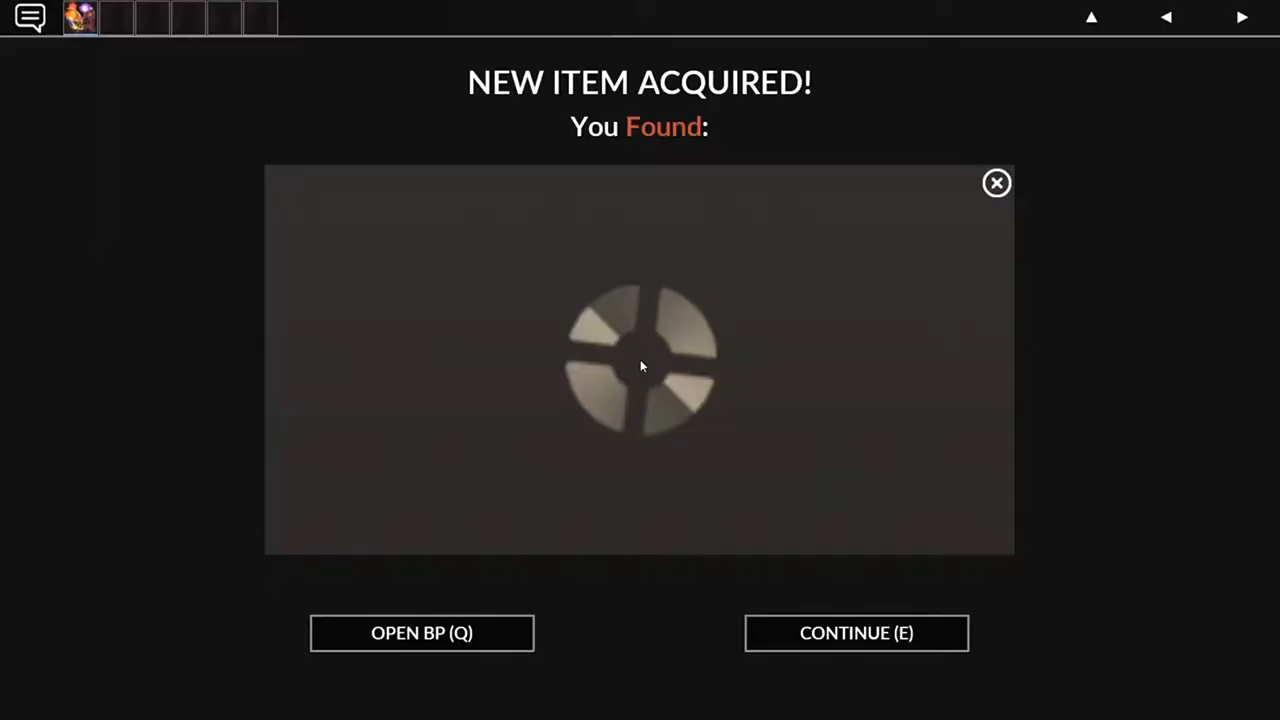 NEW ITEM ACQUIRED!
You Found:
OPEN BP (Q)
CONTINUE (E)